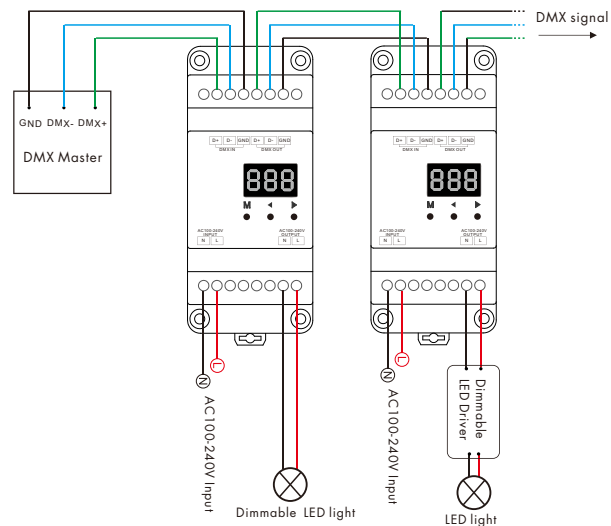 DMX signal
GND DMX- DMX+
DMX Master
D+ D- GND D+ D- GND
DMX IN DMX OUT
888
M
AC100-240V
INPUT
N L
AC100-240V
OUTPUT
N L
N
L
AC100-240V Input
Dimmable LED light
D+ D- GND D+ D- GND
DMX IN DMX OUT
888
M
AC100-240V
INPUT
N L
AC100-240V
OUTPUT
N L
N
L
AC100-240V Input
Dimmable
LED Driver
LED light